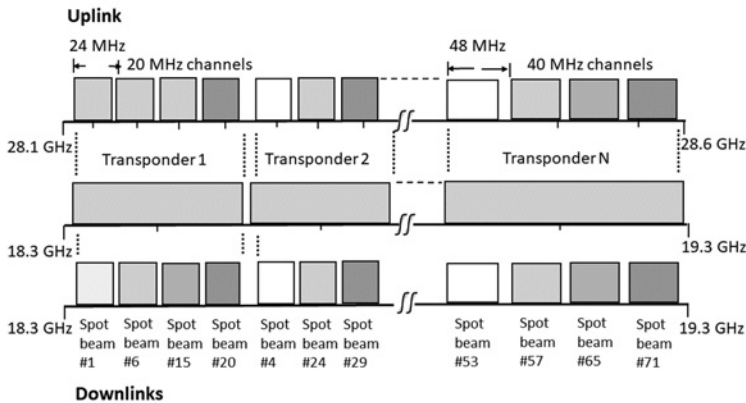 Uplink
24 MHz
20 MHz channels
48 MHz
40 MHz channels
28.1 GHz
28.6 GHz
Transponder 1
Transponder 2
Transponder N
18.3 GHz
19.3 GHz
18.3 GHz
19.3 GHz
Spot beam #1
Spot beam #6
Spot beam #15
Spot beam #20
Spot beam #4
Spot beam #24
Spot beam #29
Spot beam #53
Spot beam #57
Spot beam #65
Spot beam #71
Downlinks